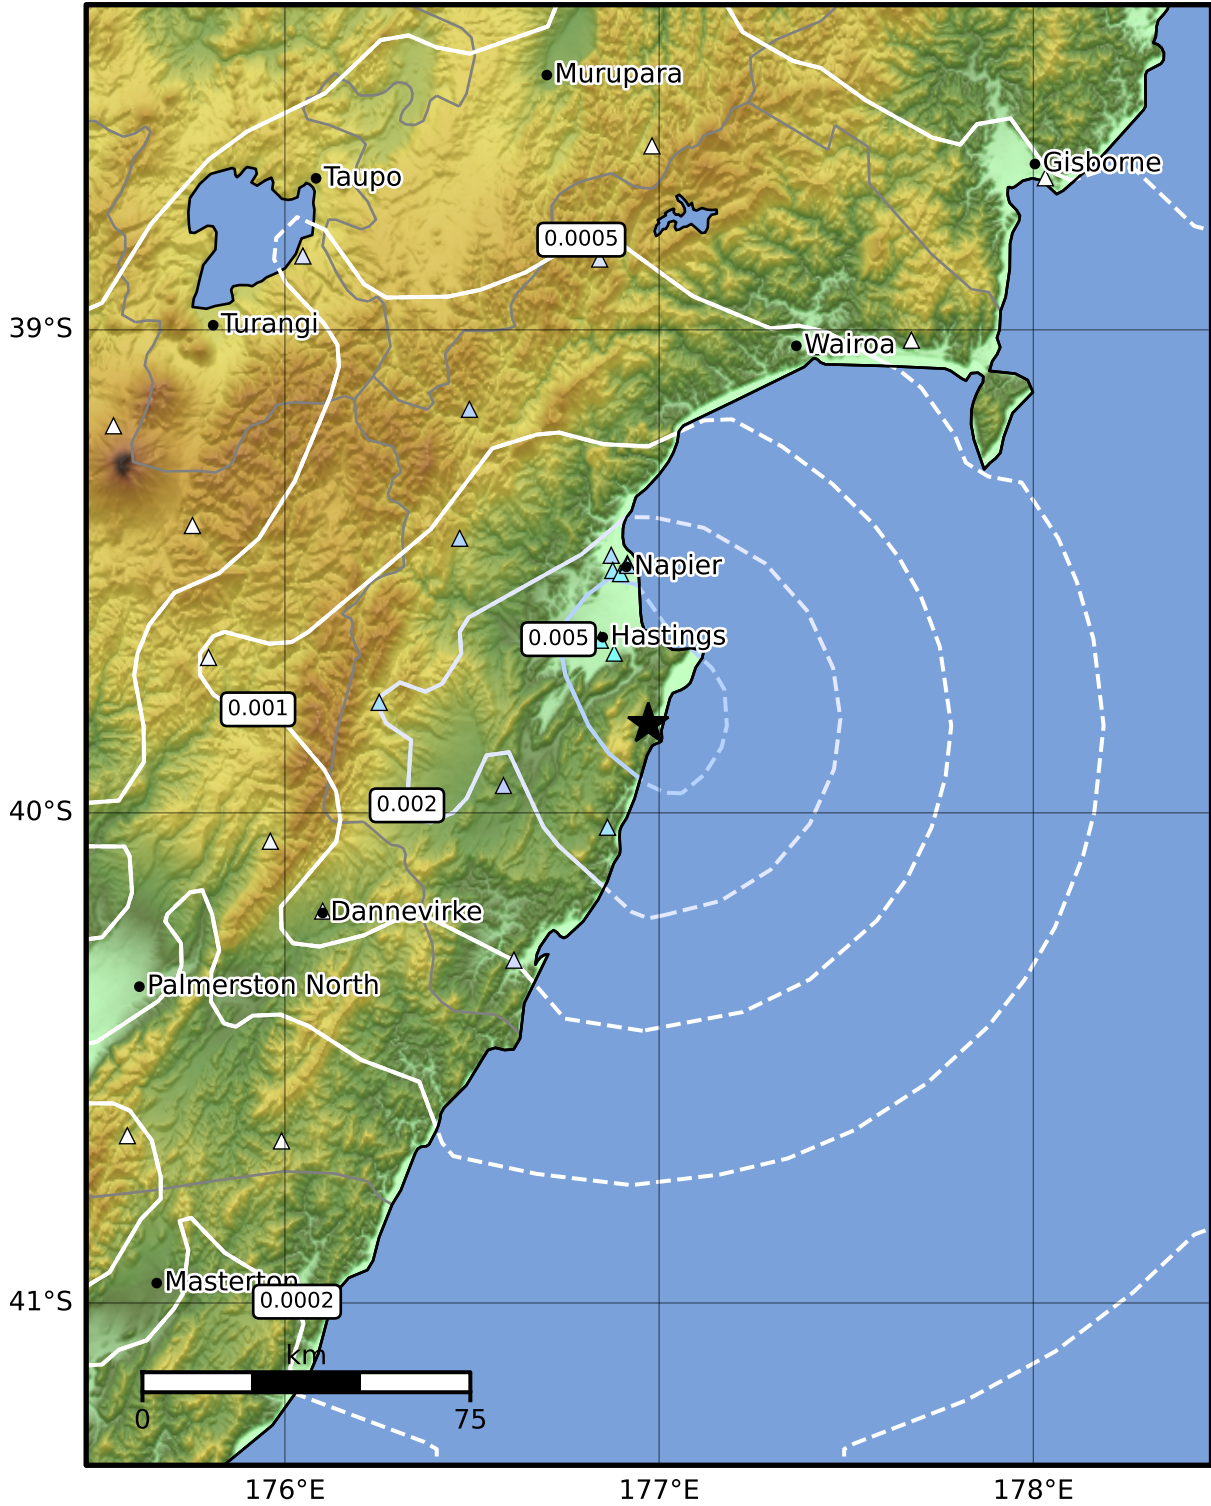 Murupara
Gisborne
Taupo
0.0005
Turangi
39°S
Wairoa
Napier
0.005
Hastings
0.001
0.002
40°S
Dannevirke
Palmerston North
Masterton
0.0002
41°S
km
0
75
176°E
177°E
178°E